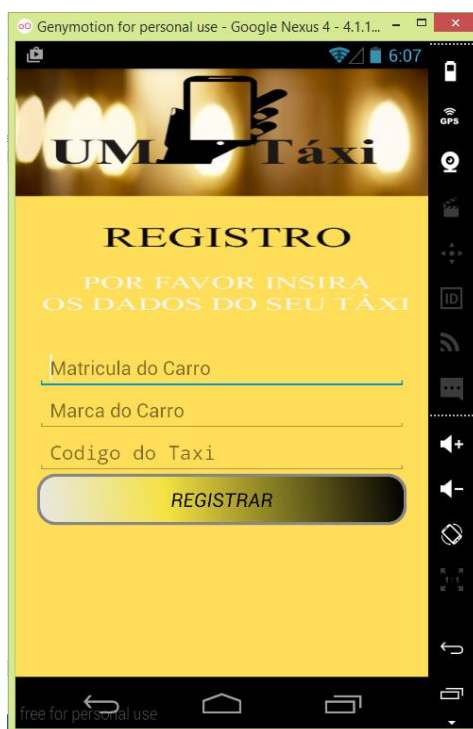 Genymotion for personal use - Google Nexus 4 - 4.1.1...
6:07
GPS
UM Táxi
REGISTRO
POR FAVOR INSIRA
OS DADOS DO SEU TÁXI
ID
Matricula do Carro
Marca do Carro
Codigo do Taxi
REGISTRAR
1:1
free for personal use